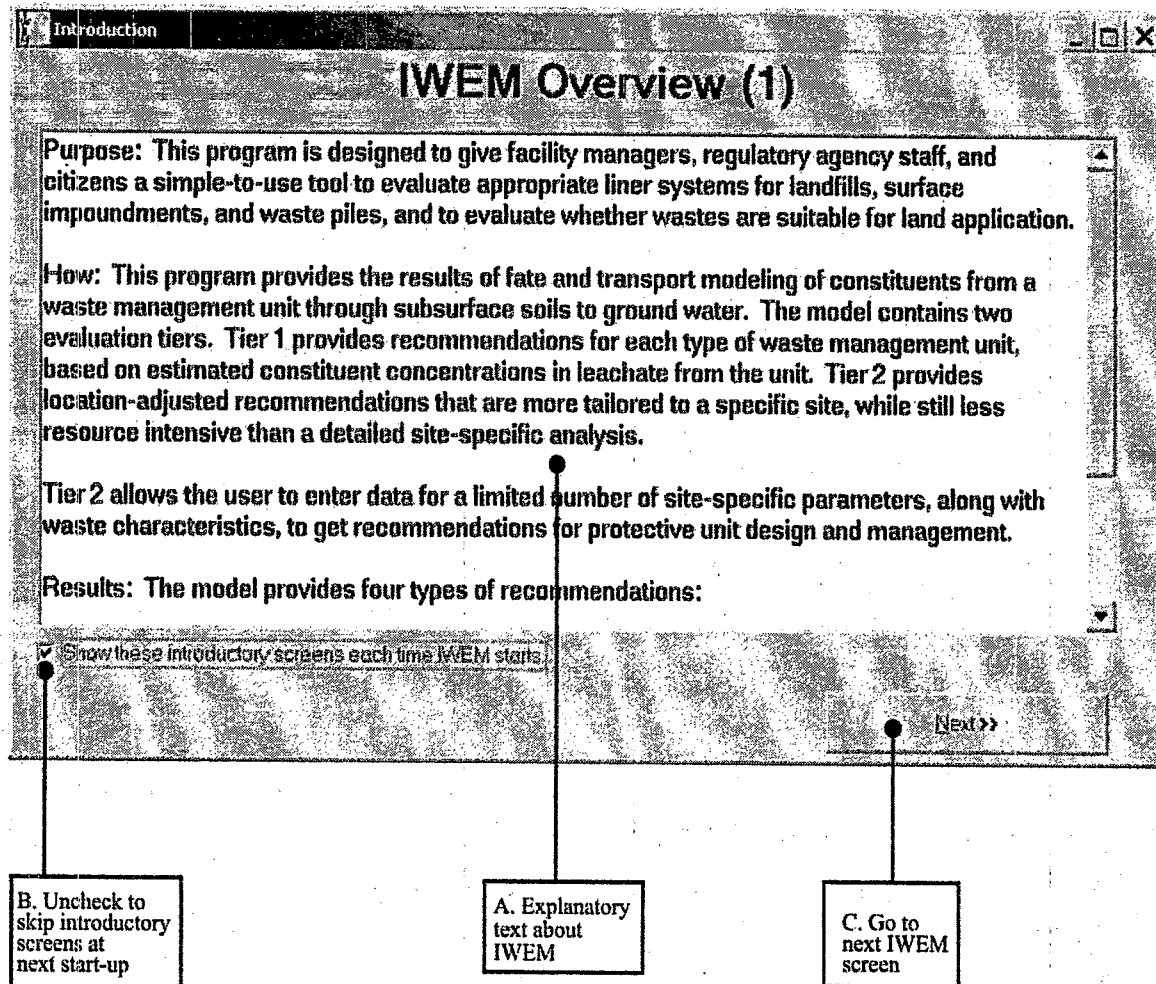 Introduction
IWEM Overview (1)
Purpose: This program is designed to give facility managers, regulatory agency staff, and
citizens a simple-to-use tool to evaluate appropriate liner systems for landfills, surface
impoundments, and waste piles, and to evaluate whether wastes are suitable for land application.
How: This program provides the results of fate and transport modeling of constituents from a
waste management unit through subsurface soils to ground water. The model contains two
evaluation tiers. Tier 1 provides recommendations for each type of waste management unit,
based on estimated constituent concentrations in leachate from the unit. Tier 2 provides
location-adjusted recommendations that are more tailored to a specific site, while still less
resource intensive than a detailed site-specific analysis.
Tier 2 allows the user to enter data for a limited number of site-specific parameters, along with
waste characteristics, to get recommendations for protective unit design and management.
Results: The model provides four types of recommendations:
Show these introductory screens each time IWEM starts.
Next>>
B. Uncheck to
skip introductory
screens at
next start-up
A. Explanatory
text about
IWEM
C. Go to
next IWEM
screen